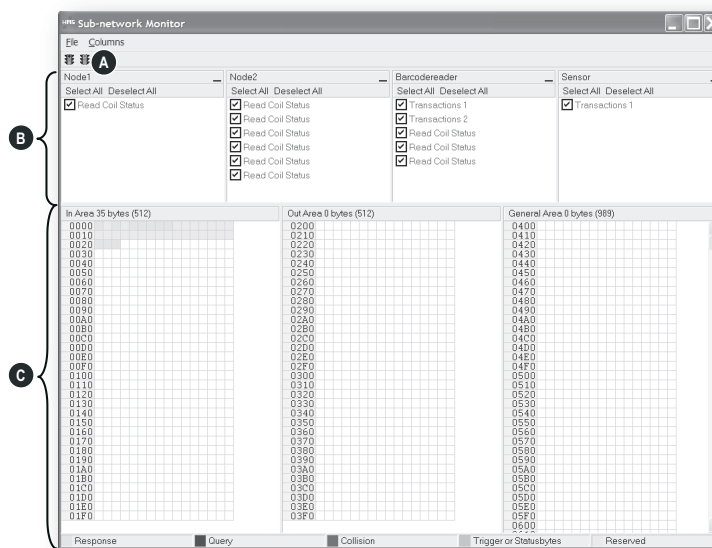 HMS Sub-network Monitor
File Columns
A
Node1 Node2 Barcodereader Sensor
Select All Deselect All Select All Deselect All Select All Deselect All Select All Deselect All
Read Coil Status Read Coil Status Transactions 1 Transactions 1
Read Coil Status Transactions 2
B
Read Coil Status Read Coil Status
Read Coil Status Read Coil Status
Read Coil Status Read Coil Status
Read Coil Status
In Area 35 bytes (512) Out Area 0 bytes (512) General Area 0 bytes (989)
0000 0200 0400
0010 0210 0410
0020 0220 0420
0030 0230 0430
0040 0240 0440
0050 0250 0450
0060 0260 0460
0070 0270 0470
0080 0280 0480
0090 0290 0490
00A0 02A0 04A0
00B0 02B0 04B0
00C0 02C0 04C0
00D0 02D0 04D0
00E0 02E0 04E0
00F0 02F0 04F0
C
0100 0300 0500
0110 0310 0510
0120 0320 0520
0130 0330 0530
0140 0340 0540
0150 0350 0550
0160 0360 0560
0170 0370 0570
0180 0380 0580
0190 0390 0590
01A0 03A0 05A0
01B0 03B0 05B0
01C0 03C0 05C0
01D0 03D0 05D0
01E0 03E0 05E0
01F0 03F0 05F0
0600
Response Query Collision Trigger or Statusbytes Reserved